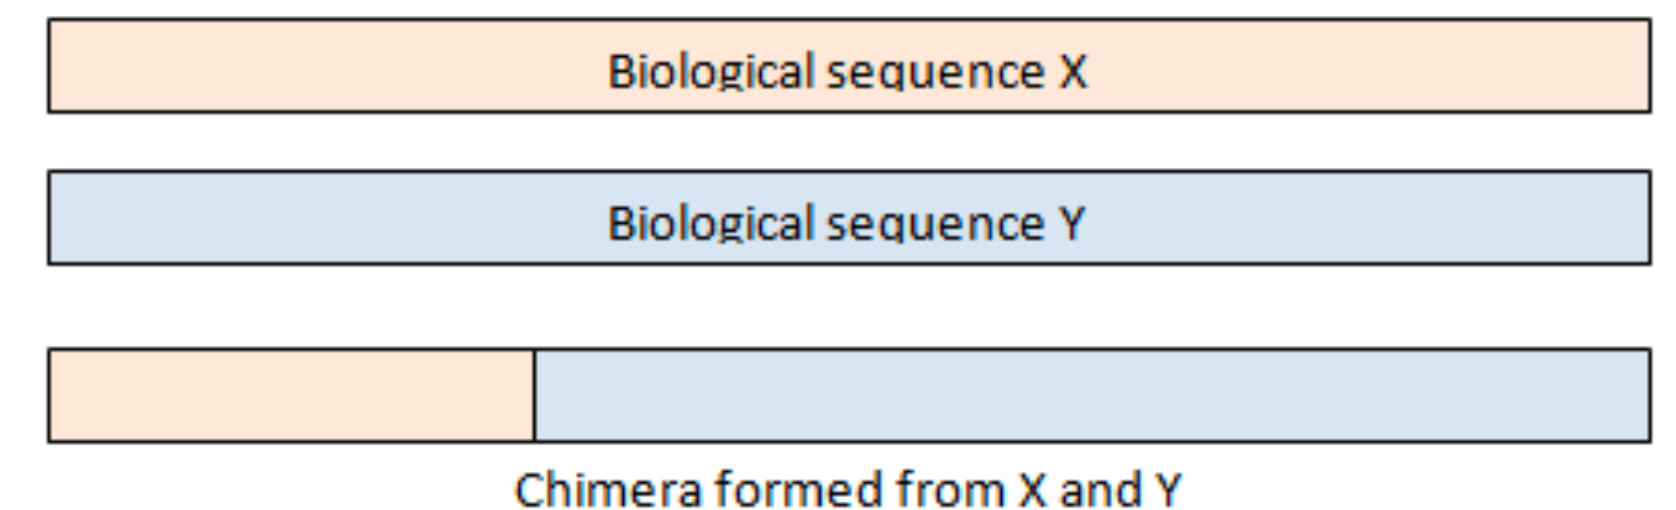 Biological sequence X
Biological sequence Y
Chimera formed from X and Y